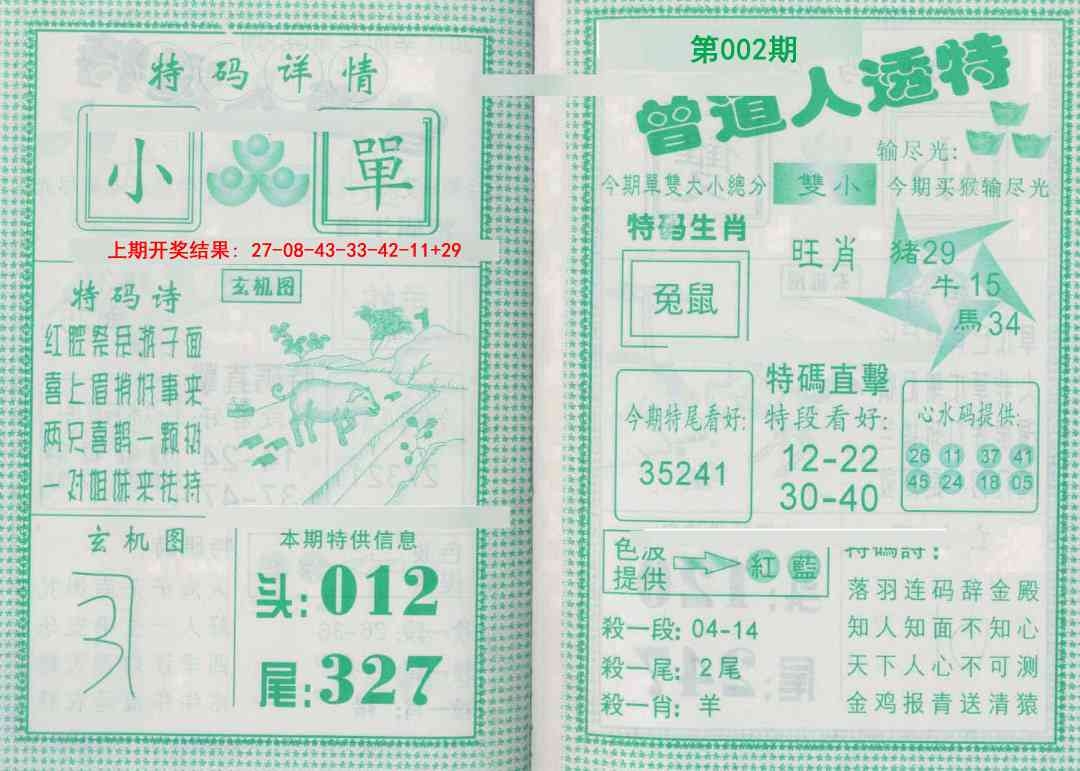 特码详情
小
單
上期开奖结果: 27-08-43-33-42-11+29
特码诗
红腔祭
喜上眉梢好事来
两只喜鹊一颗
一对姐妹来扶持
玄机图
玄机图
本期特供信息
头:012
尾:327
第002期
曾道人透特
输尽光:
今期單雙大小總分
雙小
今期买猴输尽光
特码生肖
兔鼠
旺肖
猪29
牛15
馬34
今期特尾看好:
35241
特碼直擊
特段看好:
12-22
30-40
心水码提供:
26 11 37 41
45 24 18 05
色波
提供
紅藍
殺一段: 04-14
殺一尾: 2尾
殺一肖: 羊
特碼詩:
落羽连码辞金殿
知人知面不知心
天下人心不可测
金鸡报青送清猿